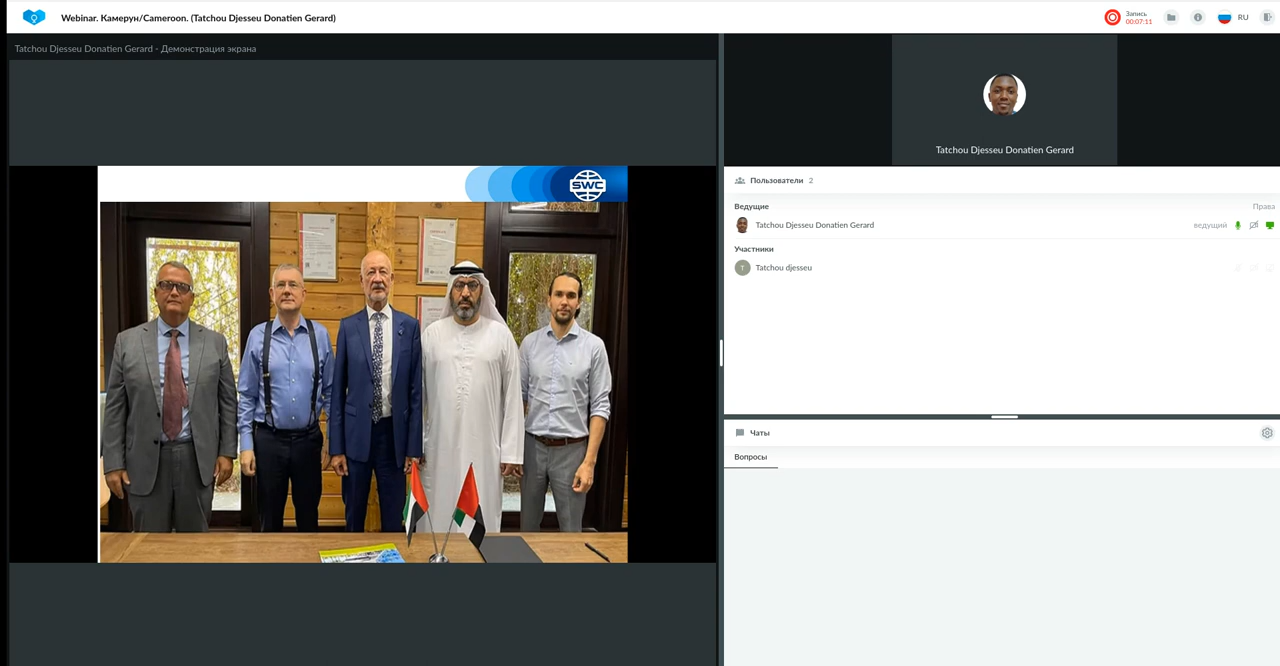 Webinar. Камерун/Cameroon. (Tatchou Djesseu Donatien Gerard)
Запись
00:07:11
RU
Tatchou Djesseu Donatien Gerard - Демонстрация экрана
SWC
Tatchou Djesseu Donatien Gerard
Пользователи 2
Ведущие Права
Tatchou Djesseu Donatien Gerard ведущий
Участники
T Tatchou djesseu
Чаты
Вопросы